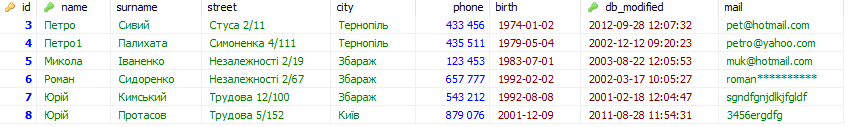 id name surname street city phone birth db_modified mail
3 Петро Сивий Стуса 2/11 Тернопіль 433 456 1974-01-02 2012-09-28 12:07:32 pet@hotmail.com
4 Петро1 Палихата Симоненка 4/111 Тернопіль 435 511 1979-05-04 2002-12-12 09:20:23 petro@yahoo.com
5 Микола Іваненко Незалежності 2/19 Збараж 123 453 1983-07-01 2003-08-22 12:05:53 muk@hotmail.com
6 Роман Сидоренко Незалежності 2/67 Збараж 657 777 1992-02-02 2002-03-17 10:05:27 roman**********
7 Юрій Кимський Трудова 12/100 Збараж 543 212 1992-08-08 2001-02-18 12:04:47 sgndfgnjdlkjfgldf
8 Юрій Протасов Трудова 5/152 Київ 879 076 2001-12-09 2011-08-28 11:54:31 3456ergdfg